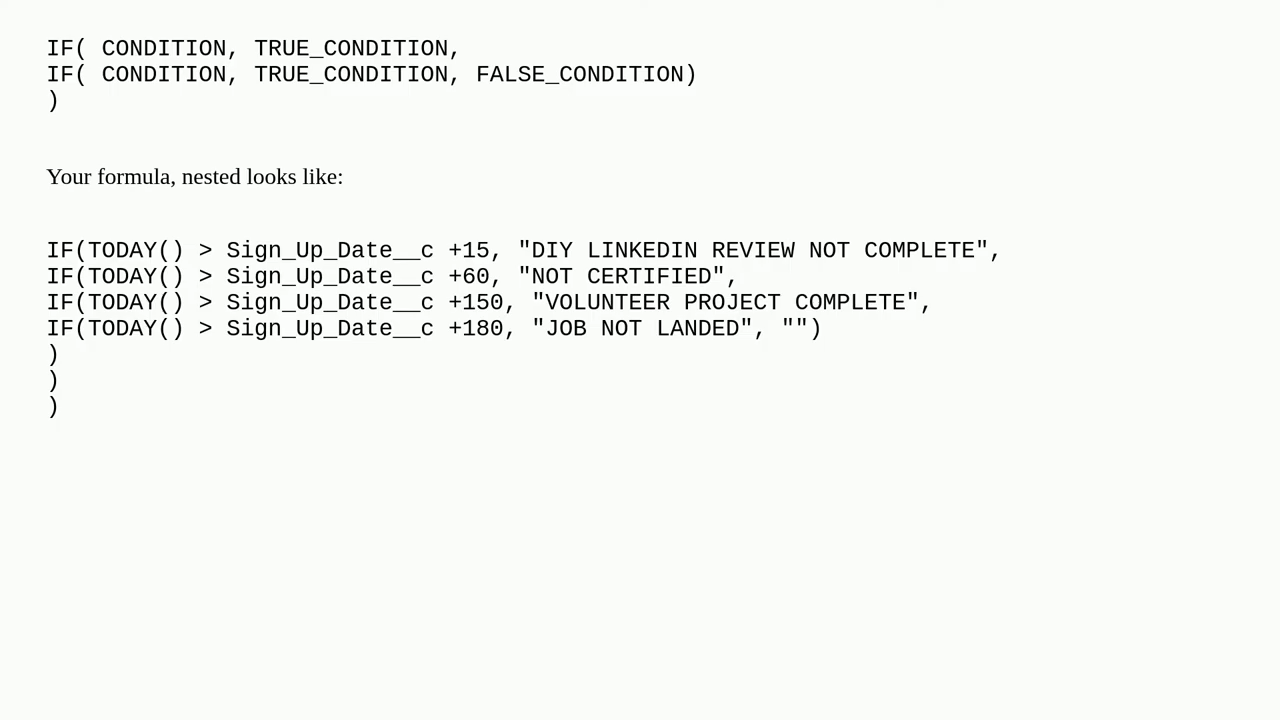 IF( CONDITION, TRUE_CONDITION,
IF( CONDITION, TRUE_CONDITION, FALSE_CONDITION)
)
Your formula, nested looks like:
IF(TODAY() > Sign_Up_Date__c +15, "DIY LINKEDIN REVIEW NOT COMPLETE",
IF(TODAY() > Sign_Up_Date__c +60, "NOT CERTIFIED",
IF(TODAY() > Sign_Up_Date__c +150, "VOLUNTEER PROJECT COMPLETE",
IF(TODAY() > Sign_Up_Date__c +180, "JOB NOT LANDED", "")
)
)
)